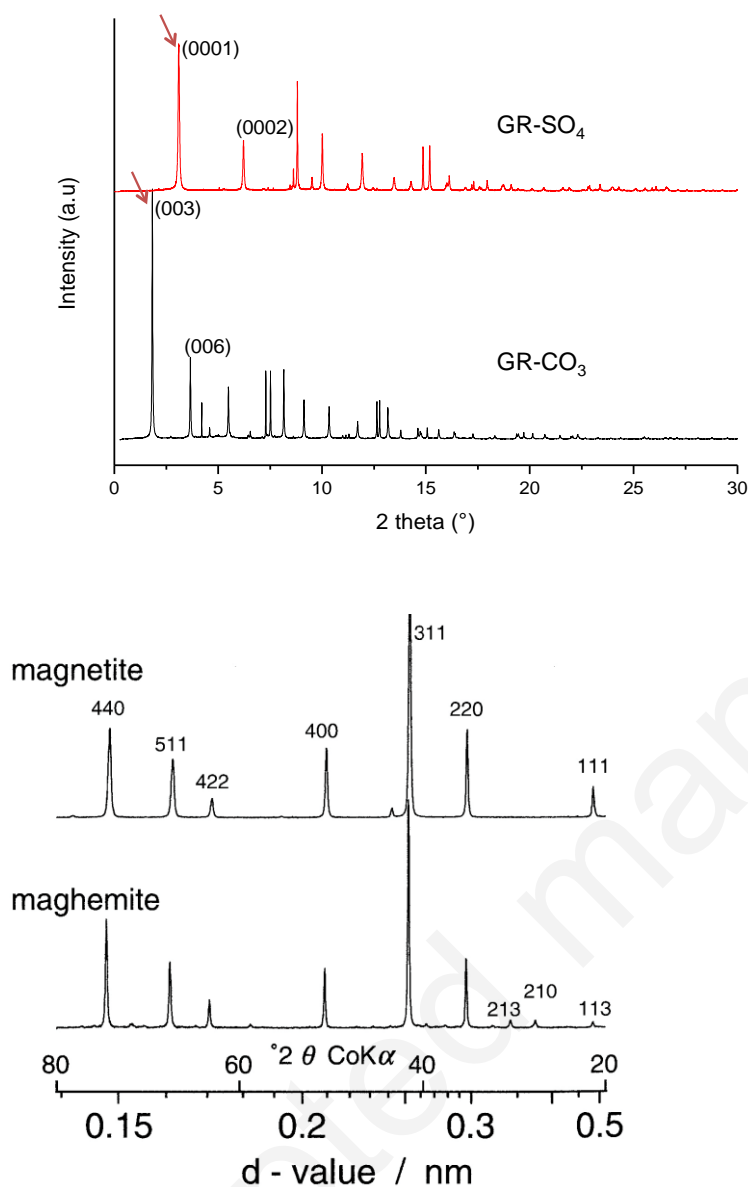 (0001)
(0002)
GR-SO₄
(003)
(006)
GR-CO₃
Intensity (a.u)
0 5 10 15 20 25 30
2 theta (°)
magnetite
440
511
422
400
311
220
111
maghemite
213
210
113
80 60 °2 θ CoKα 40 20
0.15 0.2 0.3 0.5
d - value / nm